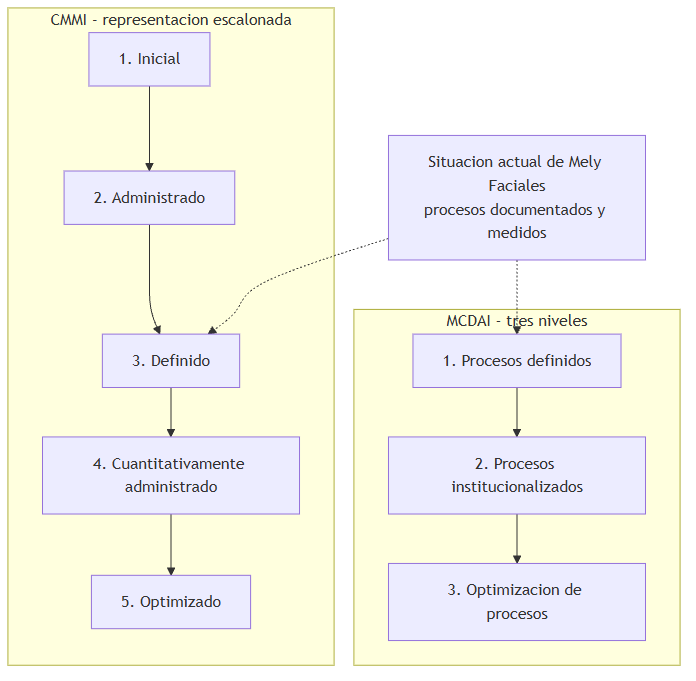 CMMI - representacion escalonada
1. Inicial
2. Administrado
3. Definido
4. Cuantitativamente
administrado
5. Optimizado
Situacion actual de Mely
Faciales
procesos documentados y
medidos
MCDAI - tres niveles
1. Procesos definidos
2. Procesos
institucionalizados
3. Optimizacion de
procesos